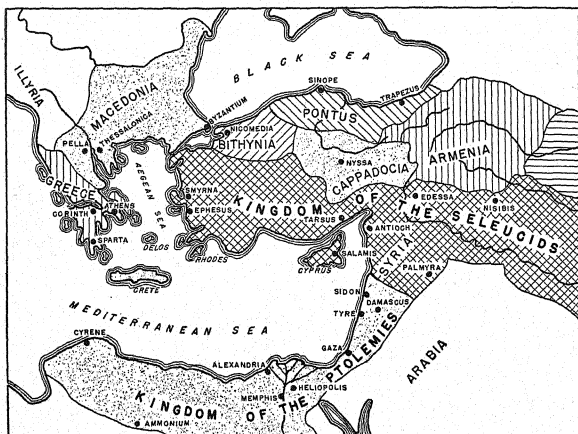 BLACK SEA
ILLYRIA
MACEDONIA
SINOPE
TRAPEZUS
BYZANTIUM
PONTUS
THESSALONICA
PELLA
NICOMEDIA
BITHYNIA
ARMENIA
NYSSA
CAPPADOCIA
GREECE
AEGEAN SEA
SMYRNA
KINGDOM OF THE SELEUCIDS
EDESSA
NISIBIS
CORINTH
ATHENS
EPHESUS
TARSUS
ANTIOCH
SPARTA
DELOS
RHODES
SALAMIS
CYPRUS
SYRIA
PALMYRA
CRETE
SIDON
DAMASCUS
MEDITERRANEAN SEA
TYRE
CYRENE
GAZA
ALEXANDRIA
ARABIA
HELIOPOLIS
MEMPHIS
KINGDOM OF THE PTOLEMIES
AMMONIUM